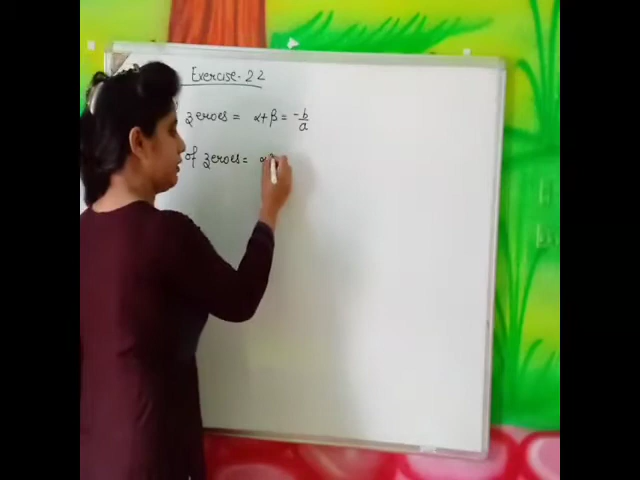 Exercise - 2.2
zeroes = α+β = -b/a
of zeroes = α